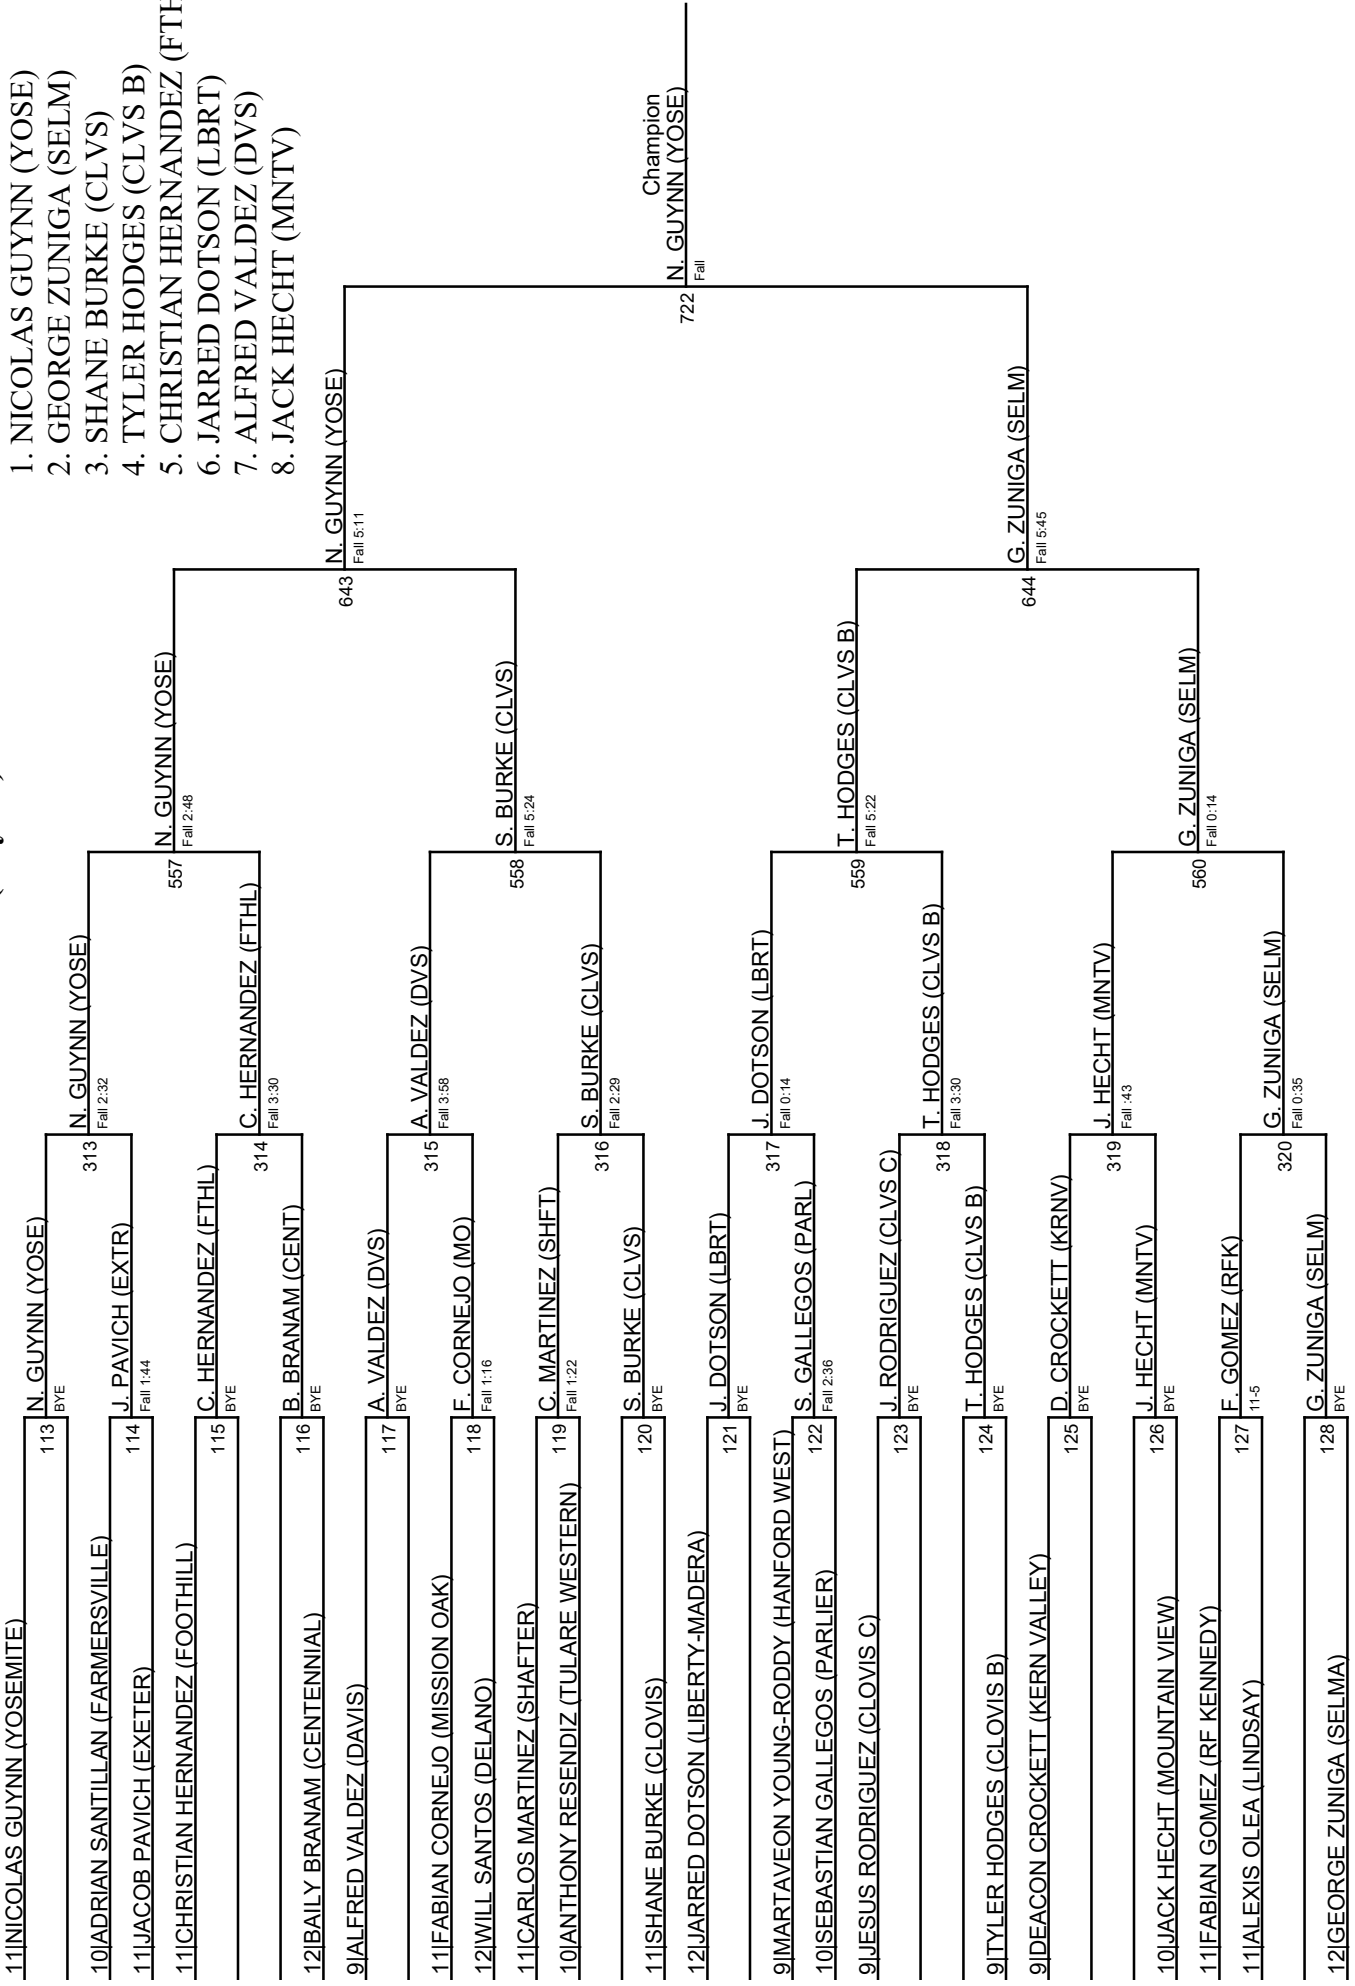 1. NICOLAS GUYNN (YOSE)
2. GEORGE ZUNIGA (SELM)
3. SHANE BURKE (CLVS)
4. TYLER HODGES (CLVS B)
5. CHRISTIAN HERNANDEZ
6. JARRED DOTSON (LBRT)
7. ALFRED VALDEZ (DVS)
8. JACK HECHT (MNTV)
11|NICOLAS GUYNN (YOSEMITE)
10|ADRIAN SANTILLAN (FARMERSVILLE)
11|JACOB PAVICH (EXETER)
11|CHRISTIAN HERNANDEZ (FOOTHILL)
12|BAILY BRANAM (CENTENNIAL)
9|ALFRED VALDEZ (DAVIS)
11|FABIAN CORNEJO (MISSION OAK)
12|WILL SANTOS (DELANO)
11|CARLOS MARTINEZ (SHAFTER)
10|ANTHONY RESENDIZ (TULARE WESTERN)
11|SHANE BURKE (CLOVIS)
12|JARRED DOTSON (LIBERTY-MADERA)
9|MARTAVEON YOUNG-RODDY (HANFORD WEST)
10|SEBASTIAN GALLEGOS (PARLIER)
9|JESUS RODRIGUEZ (CLOVIS C)
9|TYLER HODGES (CLOVIS B)
9|DEACON CROCKETT (KERN VALLEY)
10|JACK HECHT (MOUNTAIN VIEW)
11|FABIAN GOMEZ (RF KENNEDY)
11|ALEXIS OLEA (LINDSAY)
12|GEORGE ZUNIGA (SELMA)
113
N. GUYNN (YOSE)
BYE
114
J. PAVICH (EXTR)
Fall 1:44
115
C. HERNANDEZ (FTHL)
BYE
116
B. BRANAM (CENT)
BYE
117
A. VALDEZ (DVS)
BYE
118
F. CORNEJO (MO)
Fall 1:16
119
C. MARTINEZ (SHFT)
Fall 1:22
120
S. BURKE (CLVS)
BYE
121
J. DOTSON (LBRT)
BYE
122
S. GALLEGOS (PARL)
Fall 2:36
123
J. RODRIGUEZ (CLVS C)
BYE
124
T. HODGES (CLVS B)
BYE
125
D. CROCKETT (KRNV)
BYE
126
J. HECHT (MNTV)
BYE
127
F. GOMEZ (RFK)
11-5
128
G. ZUNIGA (SELM)
BYE
313
N. GUYNN (YOSE)
Fall 2:32
314
C. HERNANDEZ (FTHL)
Fall 3:30
315
A. VALDEZ (DVS)
Fall 3:58
316
S. BURKE (CLVS)
Fall 2:29
317
J. DOTSON (LBRT)
Fall 0:14
318
T. HODGES (CLVS B)
Fall 3:30
319
J. HECHT (MNTV)
Fall :43
320
G. ZUNIGA (SELM)
Fall 0:35
557
N. GUYNN (YOSE)
Fall 2:48
558
S. BURKE (CLVS)
Fall 5:24
559
T. HODGES (CLVS B)
Fall 5:22
560
G. ZUNIGA (SELM)
Fall 0:14
643
N. GUYNN (YOSE)
Fall 5:11
644
G. ZUNIGA (SELM)
Fall 5:45
722
Champion
N. GUYNN (YOSE)
Fall